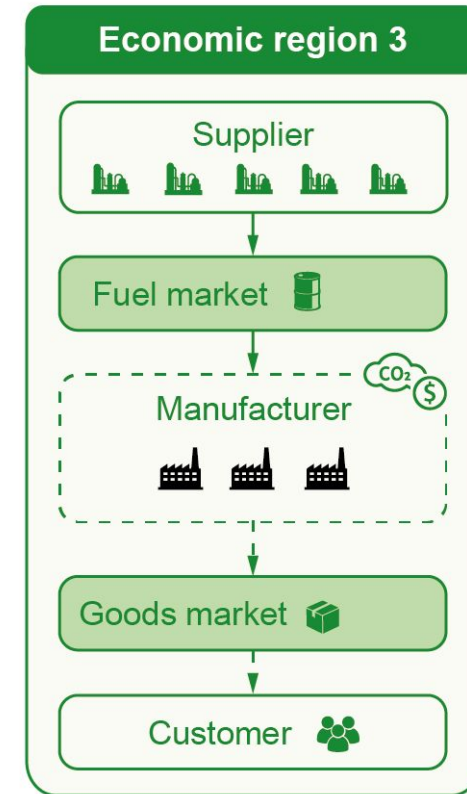 Economic region 3
Supplier
Fuel market
CO₂
$
Manufacturer
Goods market
Customer